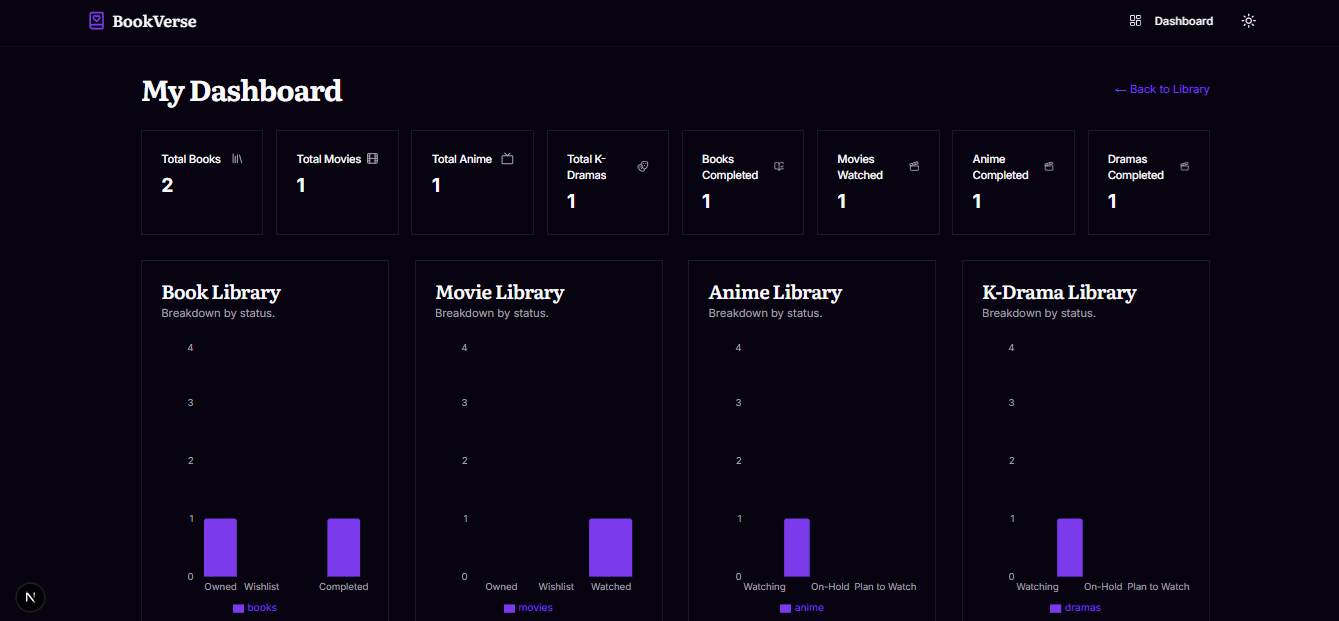 BookVerse
Dashboard
My Dashboard
← Back to Library
Total Books
2
Total Movies
1
Total Anime
1
Total K-
Dramas
1
Books
Completed
1
Movies
Watched
1
Anime
Completed
1
Dramas
Completed
1
Book Library
Breakdown by status.
4
3
2
1
0
Owned Wishlist Completed
books
Movie Library
Breakdown by status.
4
3
2
1
0
Owned Wishlist Watched
movies
Anime Library
Breakdown by status.
4
3
2
1
0
Watching On-Hold Plan to Watch
anime
K-Drama Library
Breakdown by status.
4
3
2
1
0
Watching On-Hold Plan to Watch
dramas
N